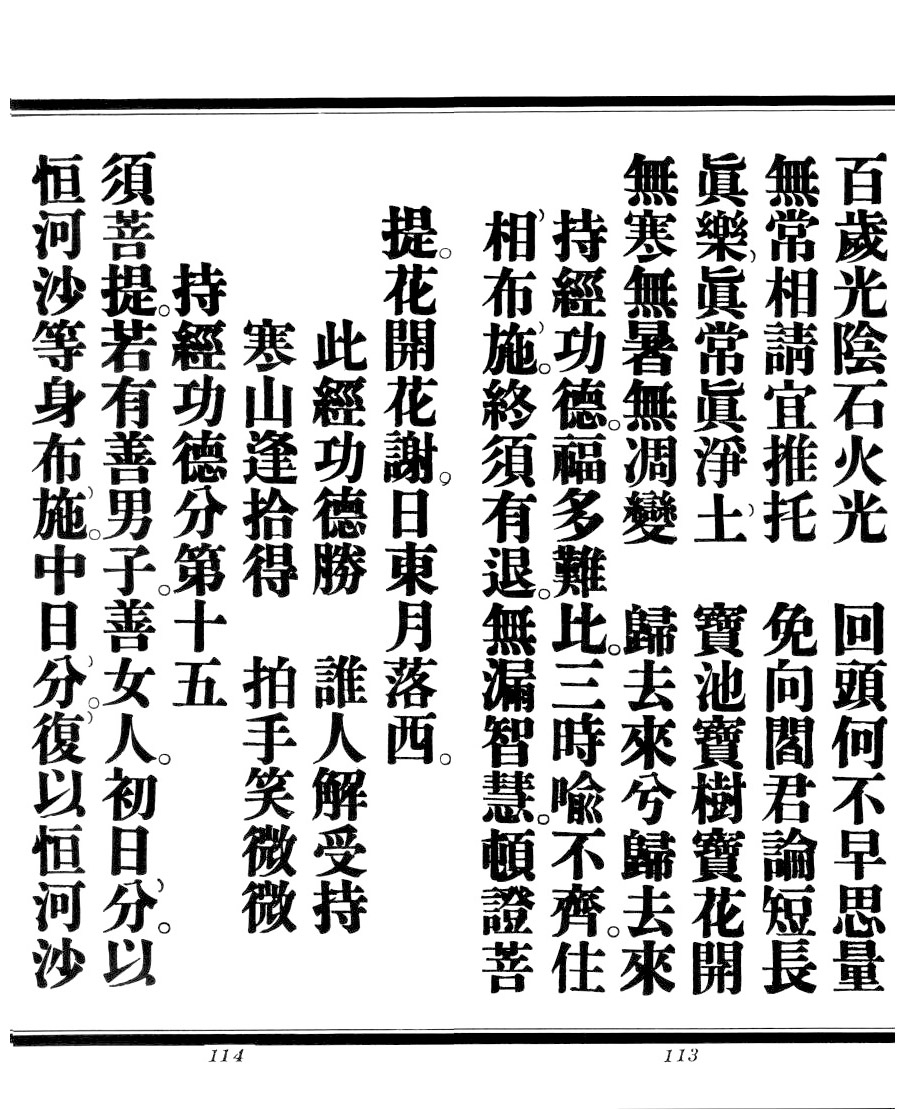 百歲光陰石火光　回頭何不早思量
無常相請宜推托　免向閻君論短長
眞樂、眞常眞淨土　寶池寶樹寶花開
無寒無暑無凋變　歸去來兮歸去來
持經功德。福多難比。三時喻不齊。住
相布施。終須有退。無漏智慧。頓證菩
提。花開花謝。日東月落西。
此經功德勝　誰人解受持
寒山逢拾得　拍手笑微微
持經功德分第十五
須菩提。若有善男子。善女人。初日分。以
恒河沙等身布施。中日分。復以恒河沙
113
114